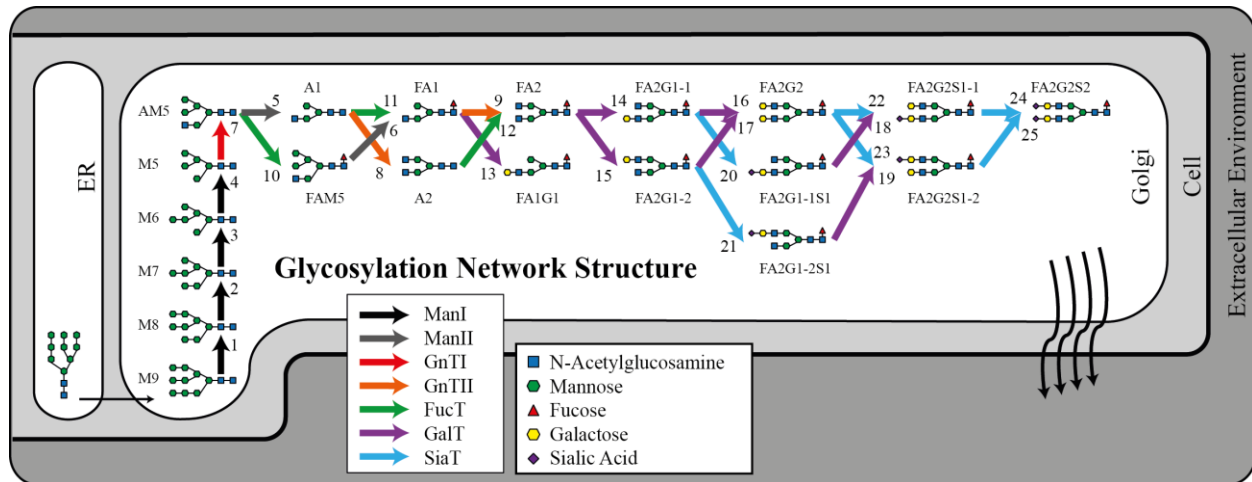 ER
AM5
M5
M6
M7
M8
M9
7
4
3
2
1
5
10
A1
FAM5
11
6
8
FA1
A2
9
12
13
FA2
FA1G1
14
15
FA2G1-1
FA2G1-2
16
17
20
21
FA2G2
FA2G1-1S1
FA2G1-2S1
22
18
23
19
FA2G2S1-1
FA2G2S1-2
24
25
FA2G2S2
Golgi
Cell
Extracellular Environment
Glycosylation Network Structure
ManI
ManII
GnTI
GnTII
FucT
GalT
SiaT
N-Acetylglucosamine
Mannose
Fucose
Galactose
Sialic Acid